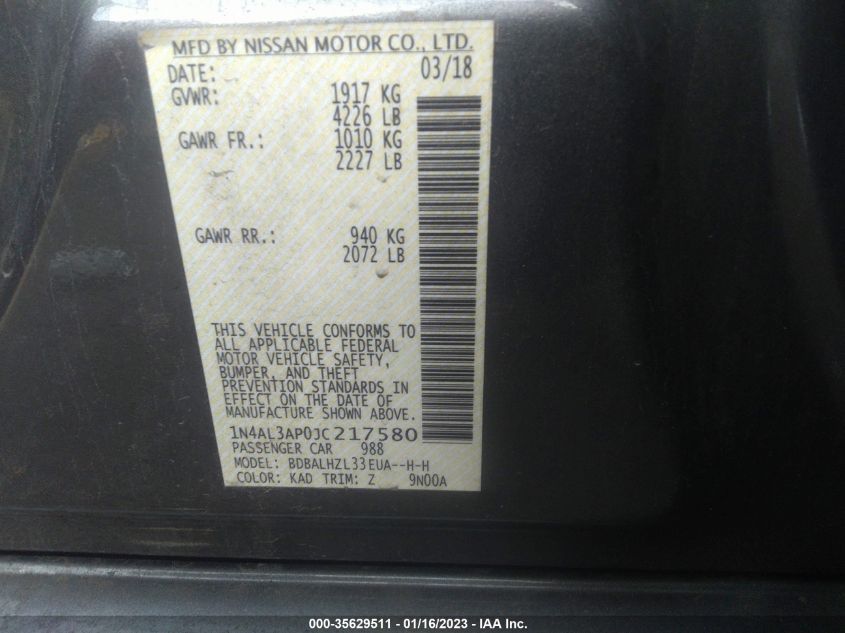 MFD BY NISSAN MOTOR CO., LTD.
DATE: 03/18
GVWR: 1917 KG
4226 LB
GAWR FR.: 1010 KG
2227 LB
GAWR RR.: 940 KG
2072 LB
THIS VEHICLE CONFORMS TO
ALL APPLICABLE FEDERAL
MOTOR VEHICLE SAFETY,
BUMPER, AND THEFT
PREVENTION STANDARDS IN
EFFECT ON THE DATE OF
MANUFACTURE SHOWN ABOVE.
1N4AL3AP0JC217580
PASSENGER CAR 988
MODEL: BDBALHZL33EUA--H-H
COLOR: KAD TRIM: Z 9N00A
000-35629511 - 01/16/2023 - IAA Inc.